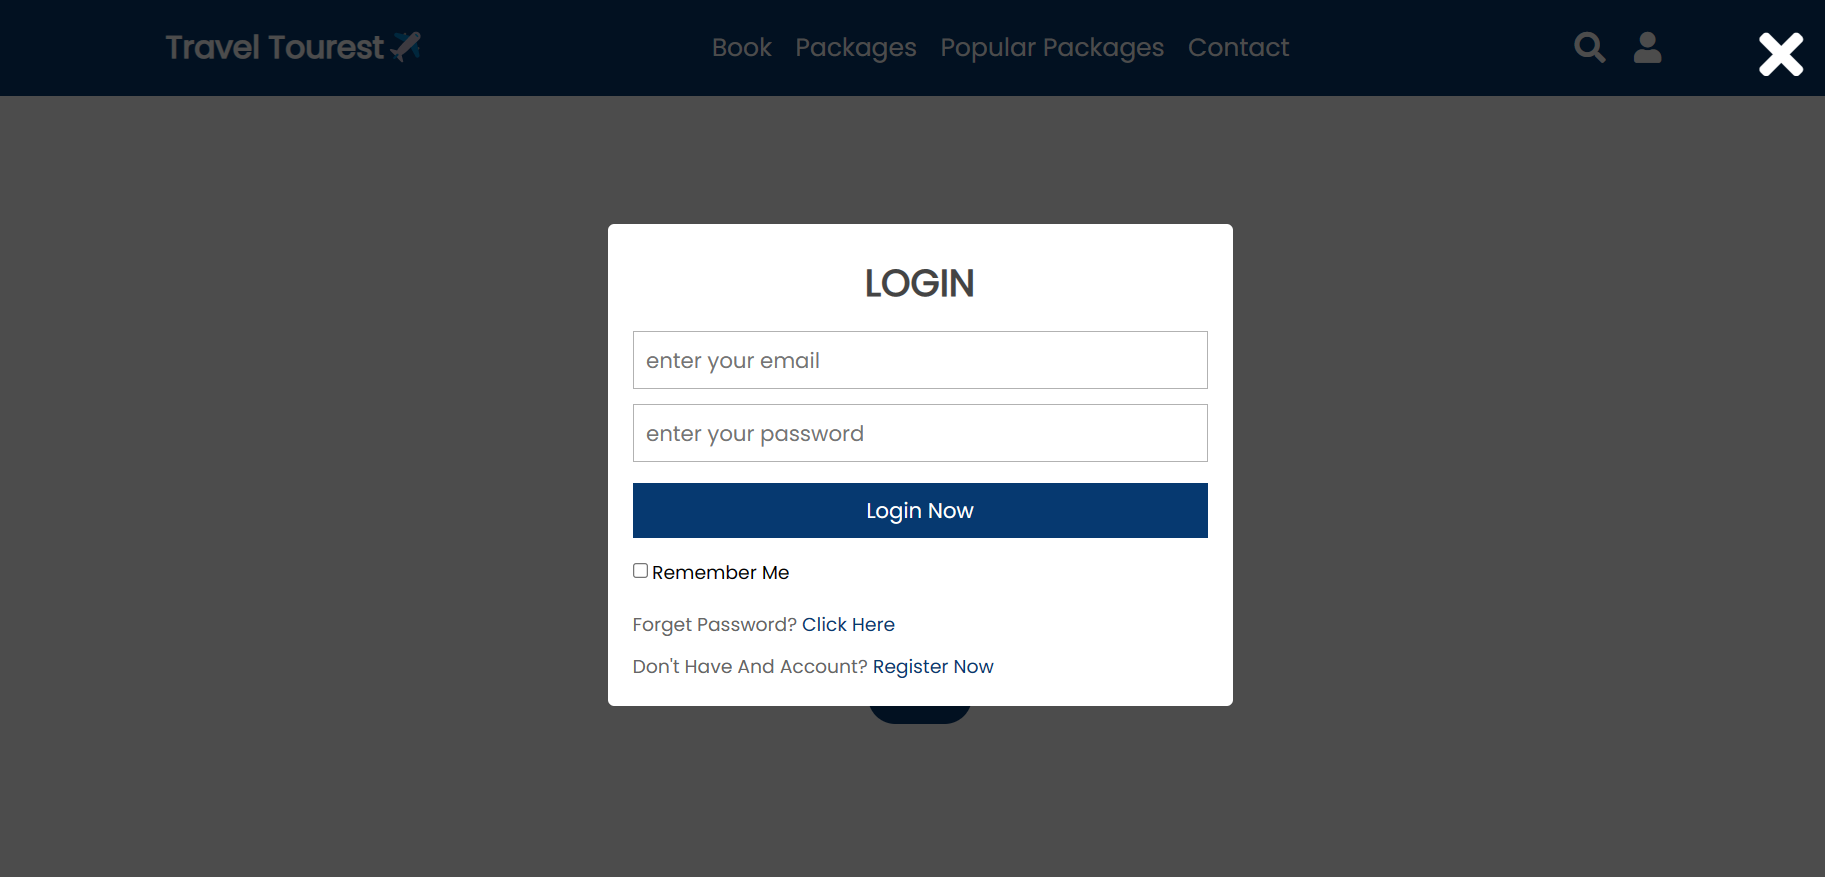 Travel Tourest
Book Packages Popular Packages Contact
LOGIN
enter your email
enter your password
Login Now
Remember Me
Forget Password? Click Here
Don't Have And Account? Register Now